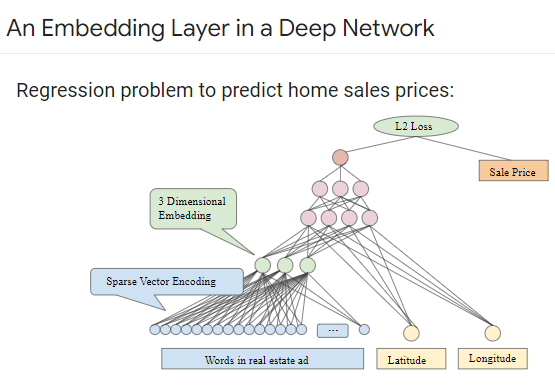 An Embedding Layer in a Deep Network
Regression problem to predict home sales prices:
L2 Loss
Sale Price
3 Dimensional
Embedding
Sparse Vector Encoding
...
Words in real estate ad
Latitude
Longitude